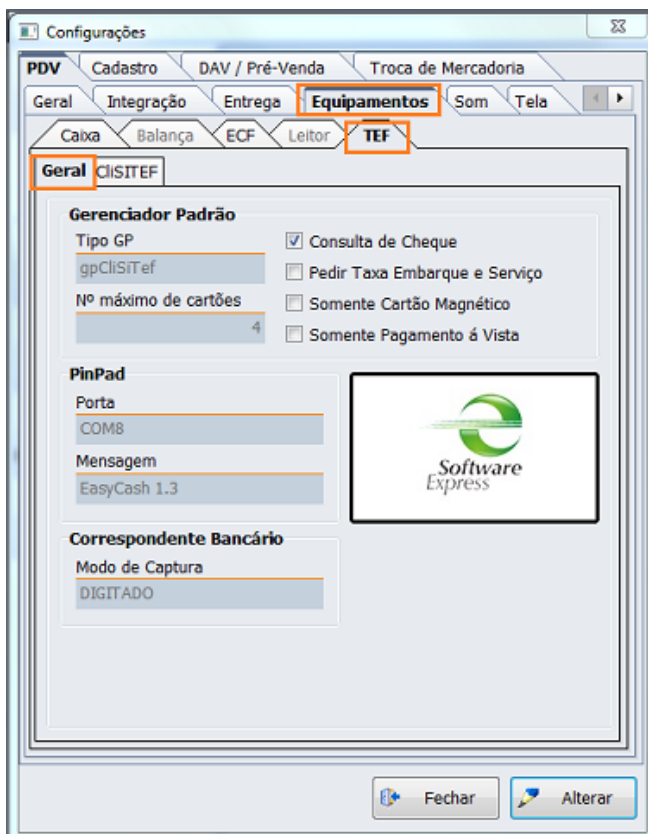 Configurações
PDV Cadastro DAV / Pré-Venda Troca de Mercadoria
Geral Integração Entrega Equipamentos Som Tela
Caixa Balança ECF Leitor TEF
Geral CliSITEF
Gerenciador Padrão
Tipo GP
gpCliSiTef
Nº máximo de cartões
4
Consulta de Cheque
Pedir Taxa Embarque e Serviço
Somente Cartão Magnético
Somente Pagamento á Vista
PinPad
Porta
COM8
Mensagem
EasyCash 1.3
Software
Express
Correspondente Bancário
Modo de Captura
DIGITADO
Fechar Alterar